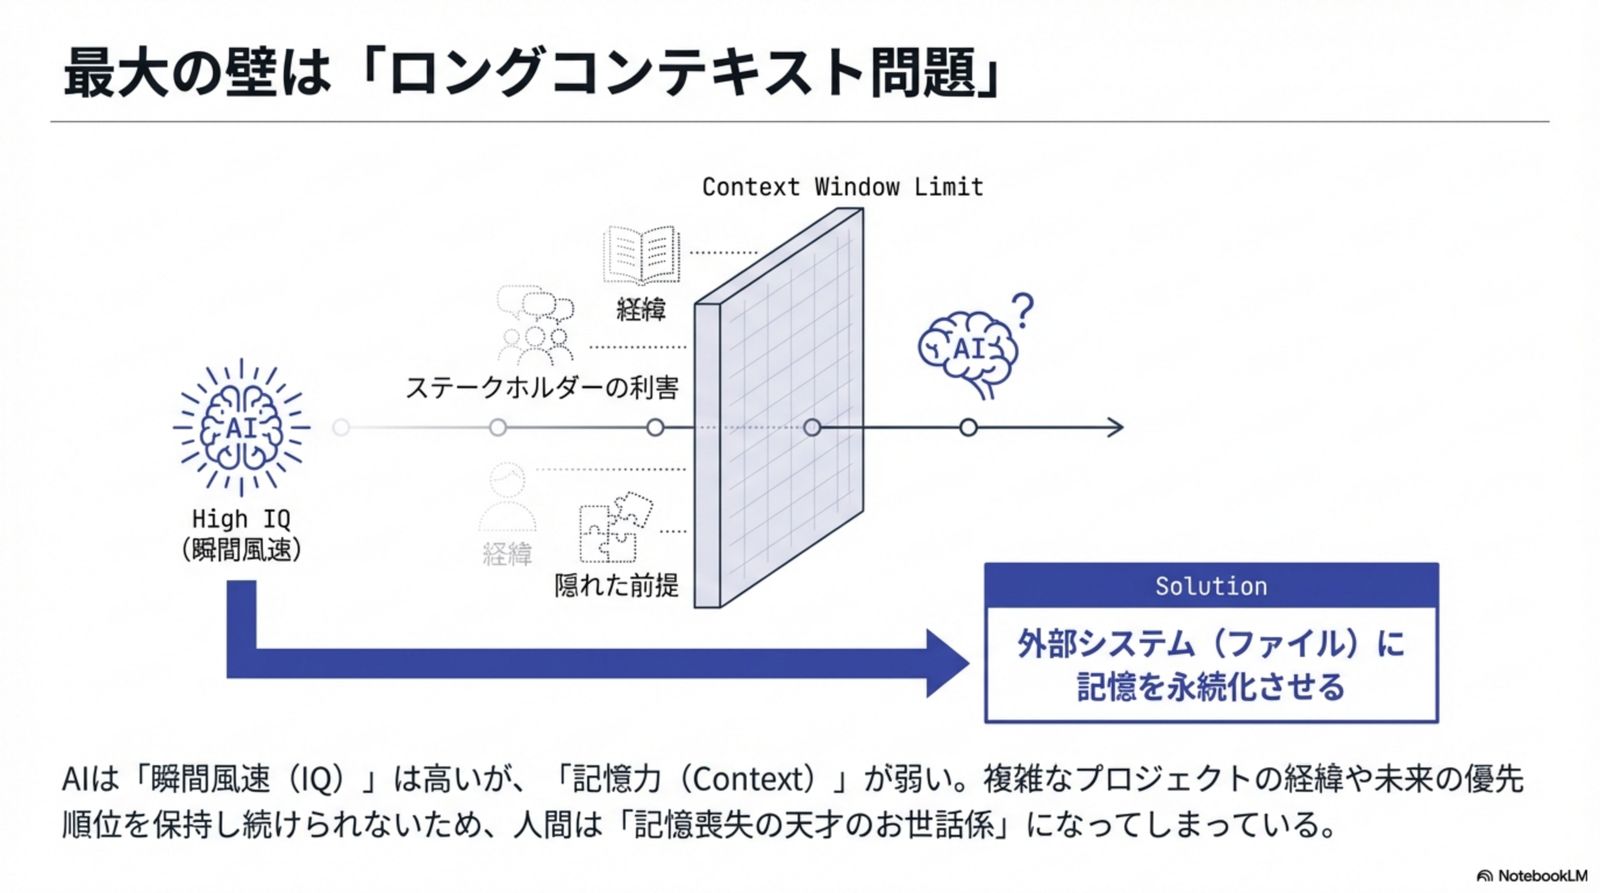 最大の壁は「ロングコンテキスト問題」
Context Window Limit
経緯
ステークホルダーの利害
AI
?
AI
High IQ
(瞬間風速)
経緯
隠れた前提
Solution
外部システム（ファイル）に
記憶を永続化させる
AIは「瞬間風速（IQ）」は高いが、「記憶力（Context）」が弱い。複雑なプロジェクトの経緯や未来の優先
順位を保持し続けられないため、人間は「記憶喪失の天才のお世話係」になってしまっている。
NotebookLM